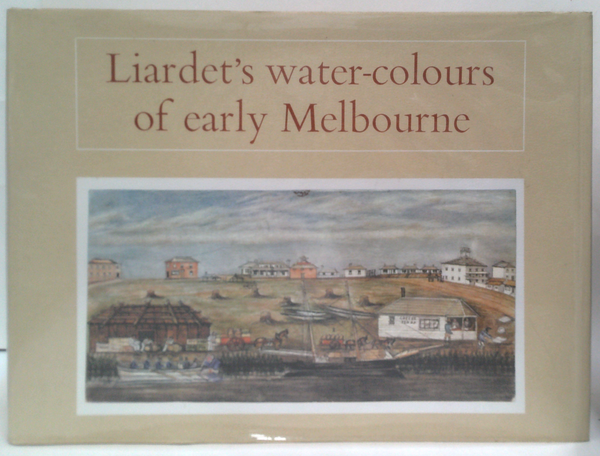 Liardet's water-colours
of early Melbourne